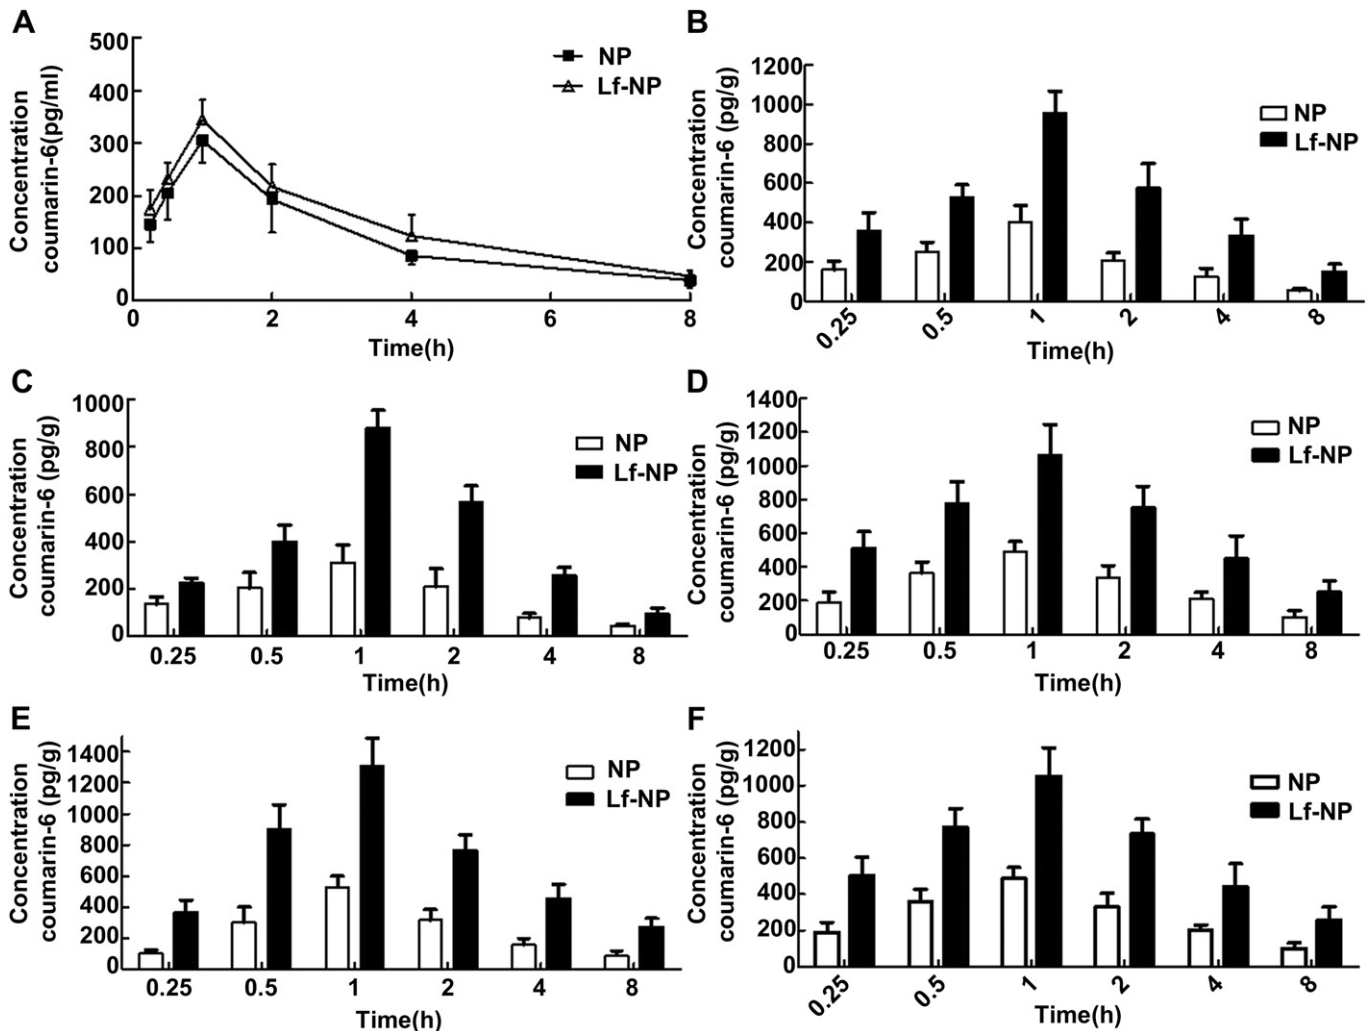 A
Concentration
coumarin-6(pg/ml)
500
400
300
200
100
0
0
2
4
6
8
Time(h)
NP
Lf-NP
B
Concentration
coumarin-6 (pg/g)
1200
1000
800
600
400
200
0
0.25
0.5
1
2
4
8
Time(h)
NP
Lf-NP
C
Concentration
coumarin-6 (pg/g)
1000
800
600
400
200
0
0.25
0.5
1
2
4
8
Time(h)
NP
Lf-NP
D
Concentration
coumarin-6 (pg/g)
1400
1200
1000
800
600
400
200
0
0.25
0.5
1
2
4
8
Time(h)
NP
Lf-NP
E
Concentration
coumarin-6 (pg/g)
1400
1200
1000
800
600
400
200
0
0.25
0.5
1
2
4
8
Time(h)
NP
Lf-NP
F
Concentration
coumarin-6 (pg/g)
1200
1000
800
600
400
200
0
0.25
0.5
1
2
4
8
Time(h)
NP
Lf-NP